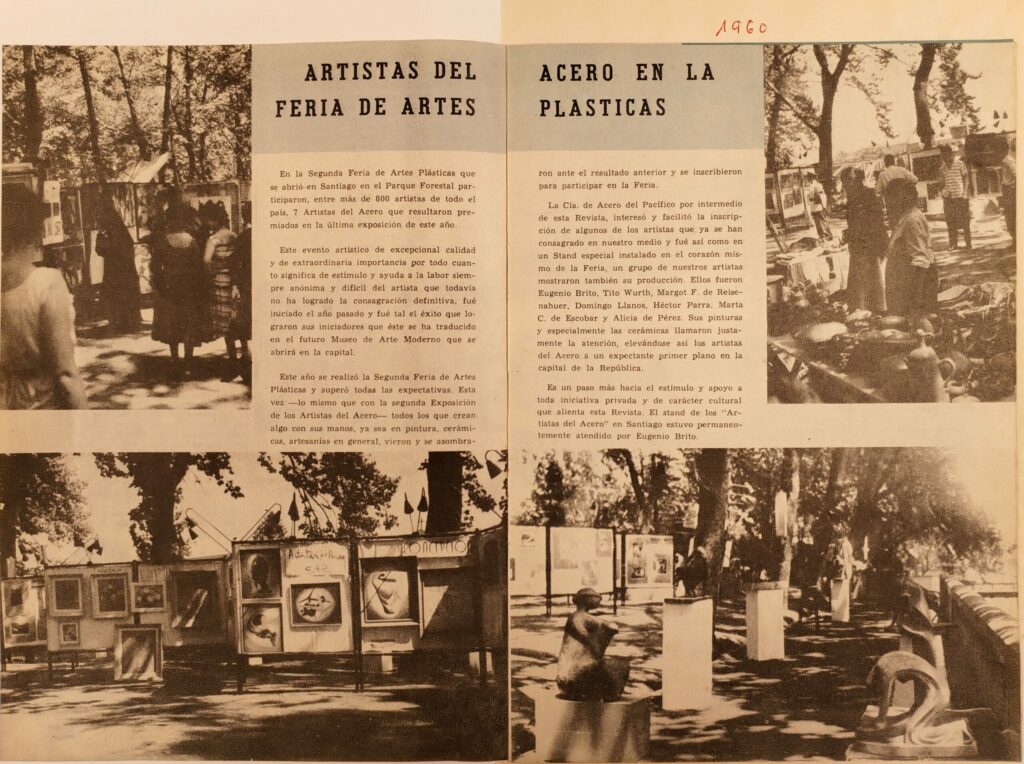 1960
ARTISTAS DEL ACERO EN LA
FERIA DE ARTES PLASTICAS
En la Segunda Feria de Artes Plásticas que
se abrió en Santiago en el Parque Forestal par-
ticiparon, entre más de 800 artistas de todo el
país, 7 Artistas del Acero que resultaron pre-
miados en la última exposición de este año.
Este evento artístico de excepcional calidad
y de extraordinaria importancia por todo cuan-
to significa de estímulo y ayuda a la labor siem-
pre anónima y difícil del artista que todavía
no ha logrado la consagración definitiva, fué
iniciado el año pasado y fué tal el éxito que lo-
graron sus iniciadores que éste se ha traducido
en el futuro Museo de Arte Moderno que se
abrirá en la capital.
Este año se realizó la Segunda Feria de Artes
Plásticas y superó todas las expectativas. Esta
vez —lo mismo que con la segunda Exposición
de los Artistas del Acero— todos los que crean
algo con sus manos, ya sea en pintura, cerámi-
cas, artesanías en general, vieron y se asombra-
ron ante el resultado anterior y se inscribieron
para participar en la Feria.
La Cía. de Acero del Pacífico por intermedio
de esta Revista, interesó y facilitó la inscrip-
ción de algunos de los artistas que ya se han
consagrado en nuestro medio y fué así como en
un Stand especial instalado en el corazón mis-
mo de la Feria, un grupo de nuestros artistas
mostraron también su producción. Ellos fueron
Eugenio Brito, Tito Wurth, Margot F. de Reise-
nahuer, Domingo Llanos, Héctor Parra, Marta
C. de Escobar y Alicia de Pérez. Sus pinturas
y especialmente las cerámicas llamaron justa-
mente la atención, elevándose así los artistas
del Acero a un expectante primer plano en la
capital de la República.
Es un paso más hacia el estímulo y apoyo a
toda iniciativa privada y de carácter cultural
que alienta esta Revista. El stand de los "Ar-
tistas del Acero" en Santiago estuvo permanen-
temente atendido por Eugenio Brito.